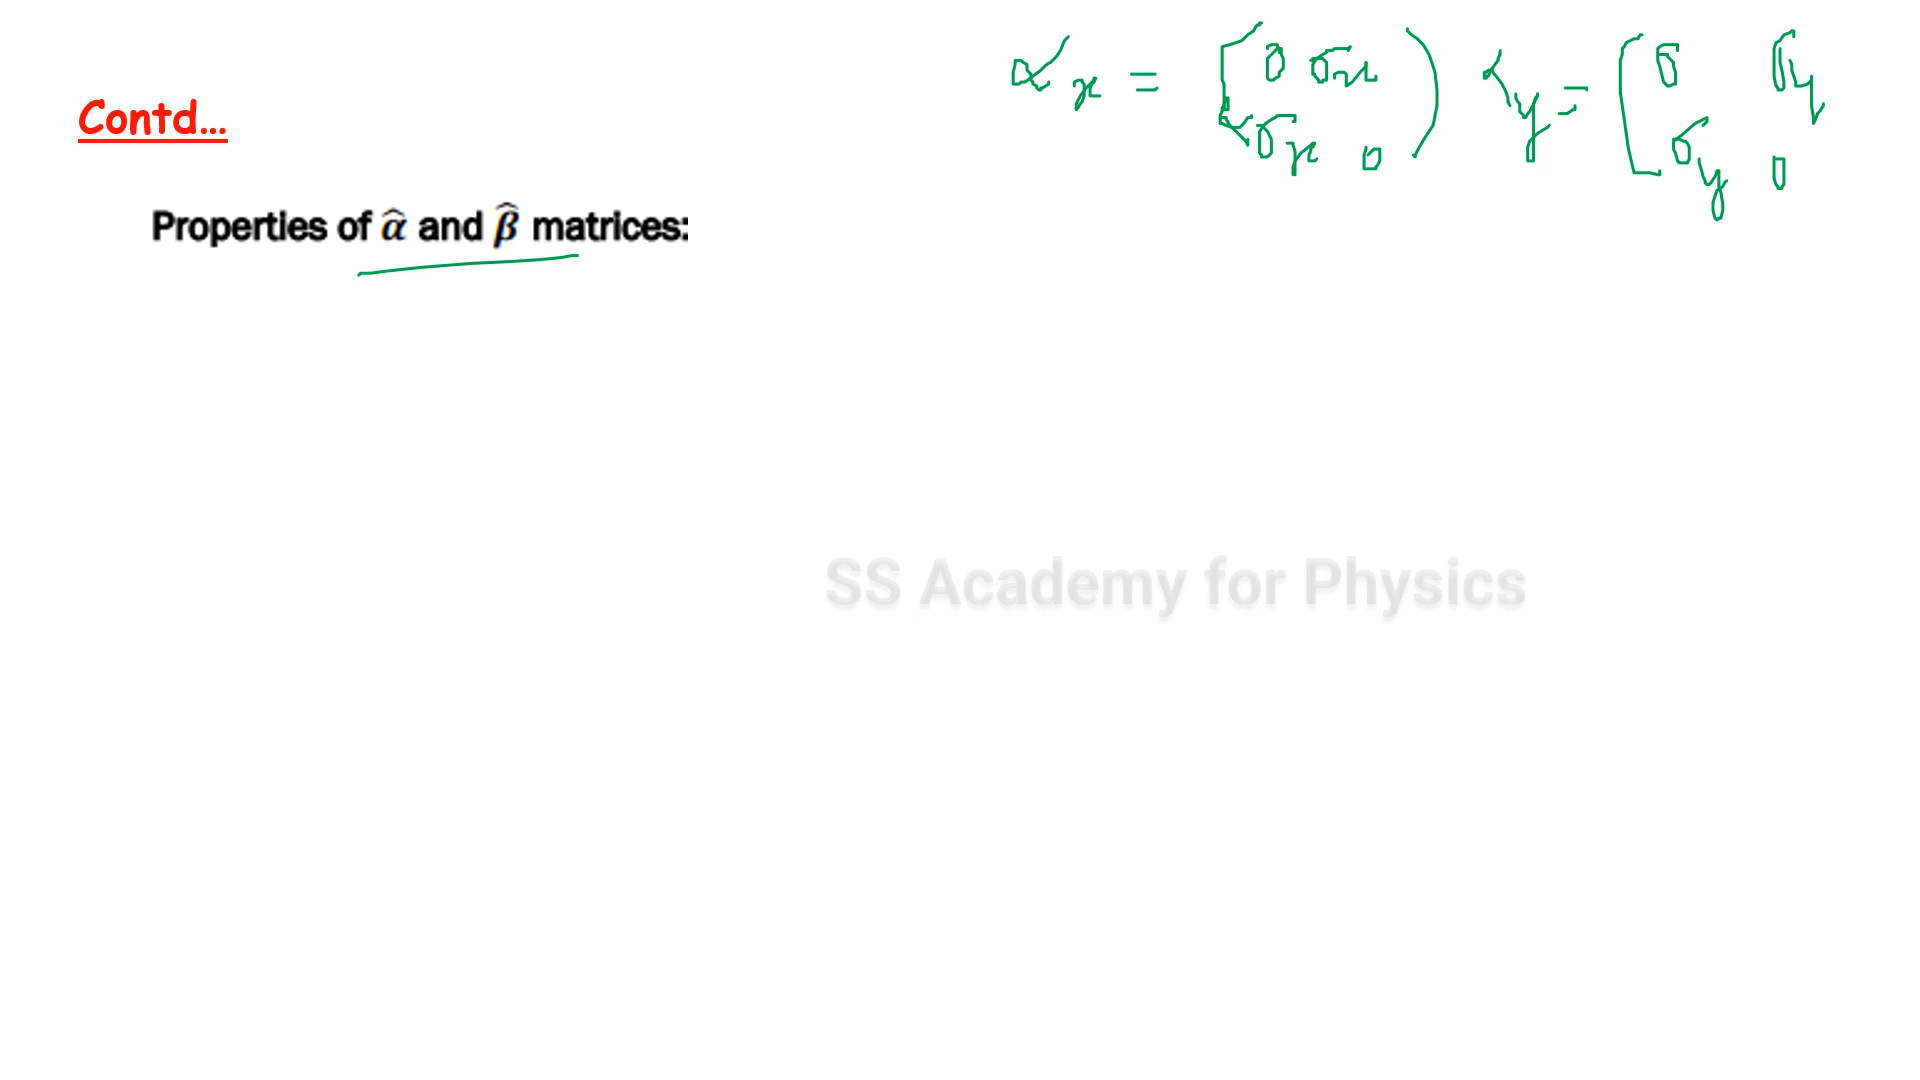 αx = [0 σx
σx 0) αy = [0 σy
σy 0
Contd...
Properties of α̂ and β̂ matrices:
SS Academy for Physics